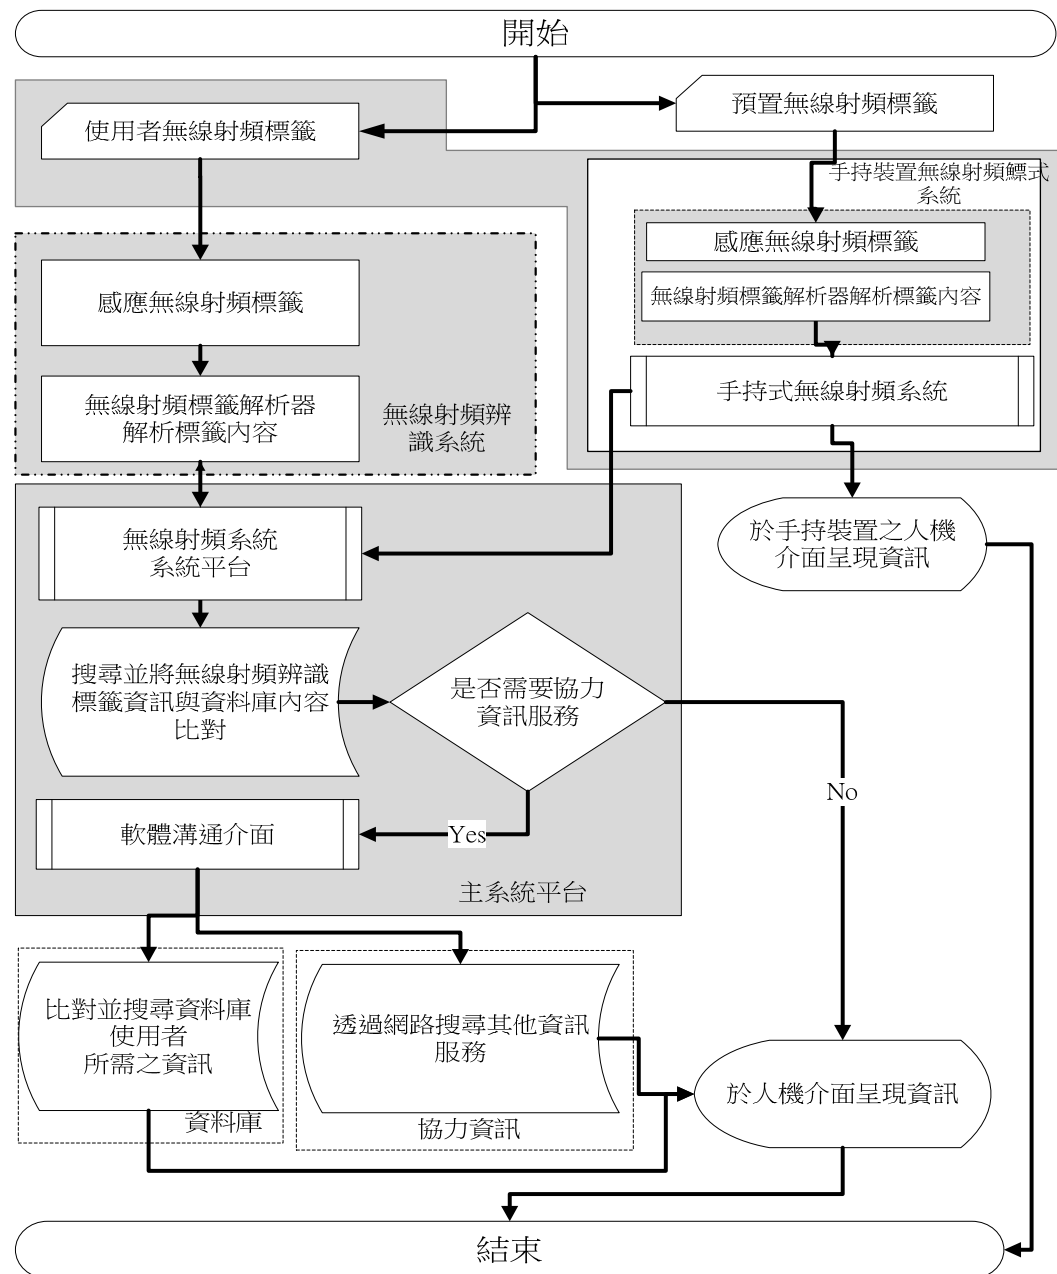 開始
預置無線射頻標籤
使用者無線射頻標籤
手持裝置無線射頻鰾式
系統
感應無線射頻標籤
無線射頻標籤解析器解析標籤內容
手持式無線射頻系統
感應無線射頻標籤
無線射頻標籤解析器
解析標籤內容
無線射頻辨
識系統
無線射頻系統
系統平台
於手持裝置之人機
介面呈現資訊
搜尋並將無線射頻辨識
標籤資訊與資料庫內容
比對
是否需要協力
資訊服務
No
Yes
軟體溝通介面
主系統平台
比對並搜尋資料庫
使用者
所需之資訊
資料庫
透過網路搜尋其他資訊
服務
協力資訊
於人機介面呈現資訊
結束